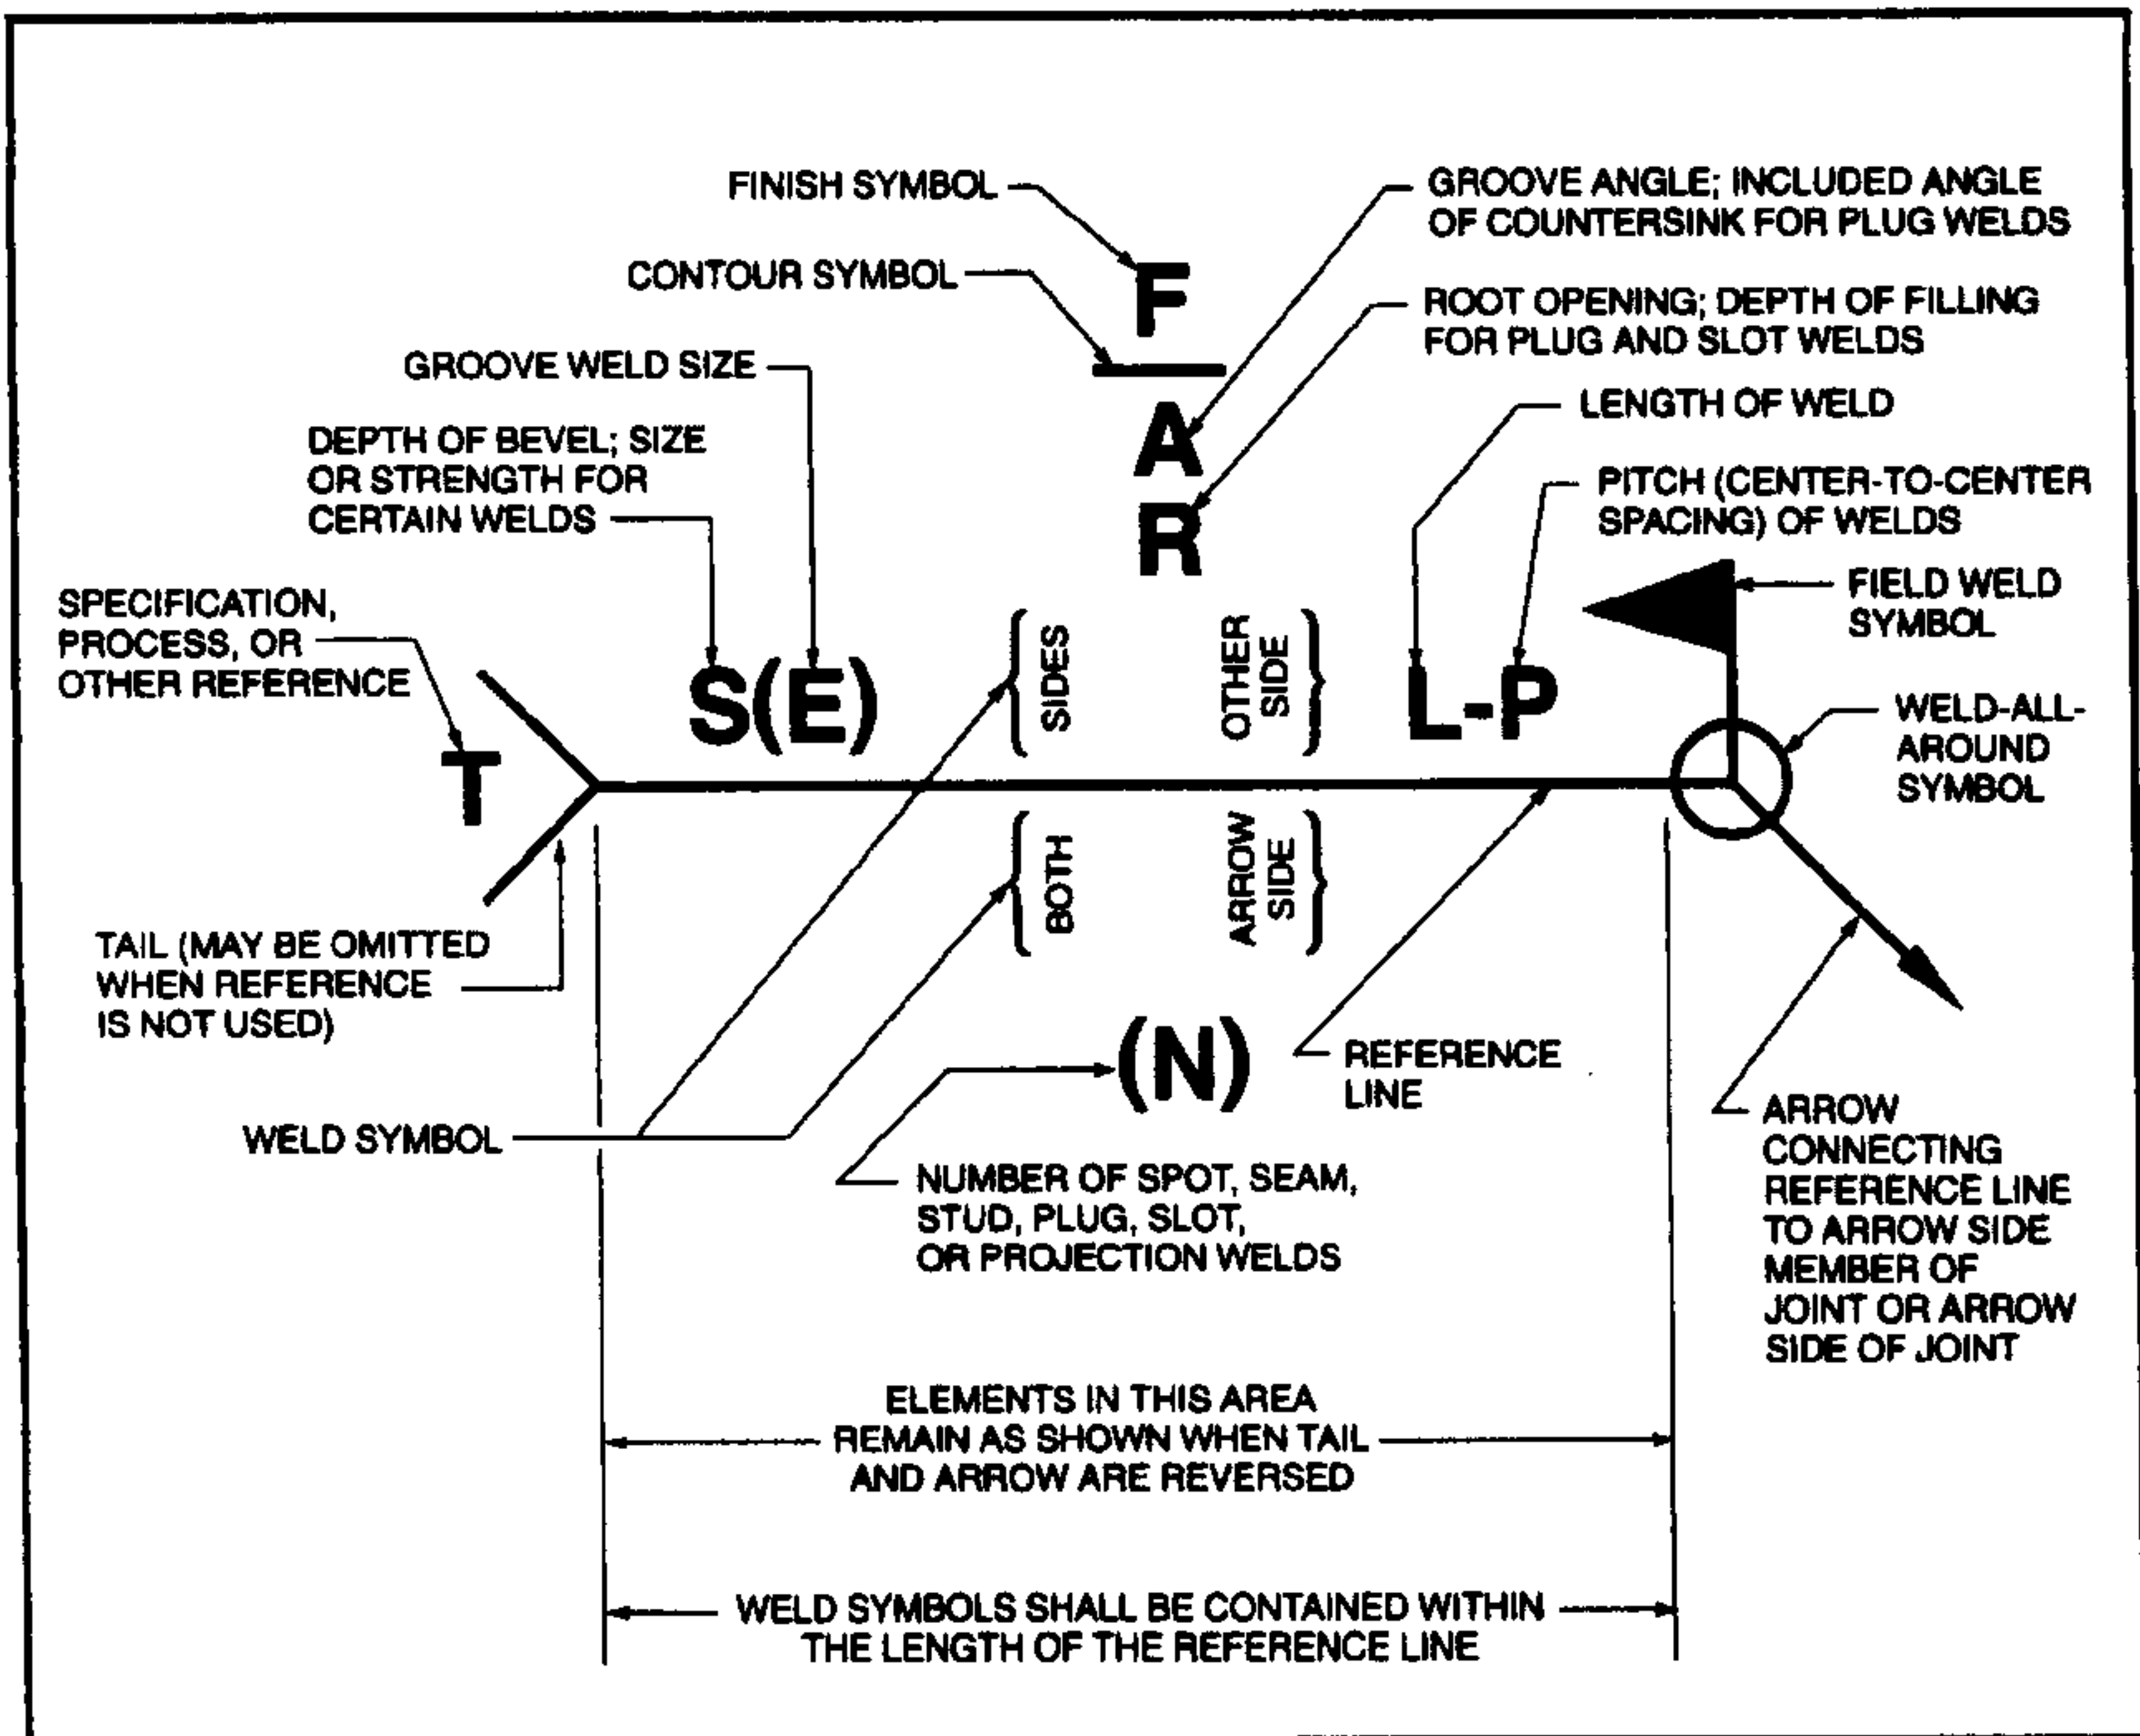 FINISH SYMBOL
CONTOUR SYMBOL
F
GROOVE ANGLE; INCLUDED ANGLE
OF COUNTERSINK FOR PLUG WELDS
ROOT OPENING; DEPTH OF FILLING
FOR PLUG AND SLOT WELDS
GROOVE WELD SIZE
A
LENGTH OF WELD
DEPTH OF BEVEL; SIZE
OR STRENGTH FOR
CERTAIN WELDS
R
PITCH (CENTER-TO-CENTER
SPACING) OF WELDS
FIELD WELD
SYMBOL
SPECIFICATION,
PROCESS, OR
OTHER REFERENCE
S(E)
SIDES
OTHER
SIDE
L-P
WELD-ALL-
AROUND
SYMBOL
T
BOTH
ARROW
SIDE
TAIL (MAY BE OMITTED
WHEN REFERENCE
IS NOT USED)
(N)
REFERENCE
LINE
WELD SYMBOL
NUMBER OF SPOT, SEAM,
STUD, PLUG, SLOT,
OR PROJECTION WELDS
ARROW
CONNECTING
REFERENCE LINE
TO ARROW SIDE
MEMBER OF
JOINT OR ARROW
SIDE OF JOINT
ELEMENTS IN THIS AREA
REMAIN AS SHOWN WHEN TAIL
AND ARROW ARE REVERSED
WELD SYMBOLS SHALL BE CONTAINED WITHIN
THE LENGTH OF THE REFERENCE LINE